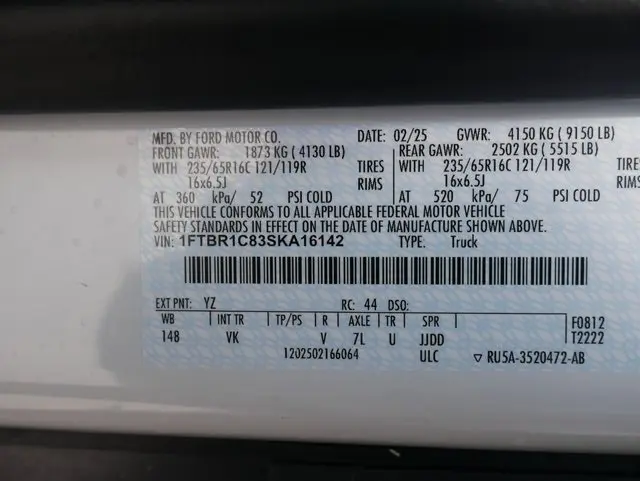 MFD. BY FORD MOTOR CO. DATE: 02/25 GVWR: 4150 KG ( 9150 LB)
FRONT GAWR: 1873 KG ( 4130 LB) REAR GAWR: 2502 KG ( 5515 LB)
WITH 235/65R16C 121/119R TIRES WITH 235/65R16C 121/119R
16x6.5J RIMS 16x6.5J
AT 360 kPa/ 52 PSI COLD AT 520 kPa/ 75 PSI COLD
THIS VEHICLE CONFORMS TO ALL APPLICABLE FEDERAL MOTOR VEHICLE
SAFETY STANDARDS IN EFFECT ON THE DATE OF MANUFACTURE SHOWN ABOVE.
VIN: 1FTBR1C83SKA16142 TYPE: Truck
EXT PNT: YZ RC: 44 DSO:
WB INT TR TP/PS R AXLE TR SPR F0812
148 VK V 7L U JJDD T2222
1202502166064 ULC ▽ RU5A-3520472-AB